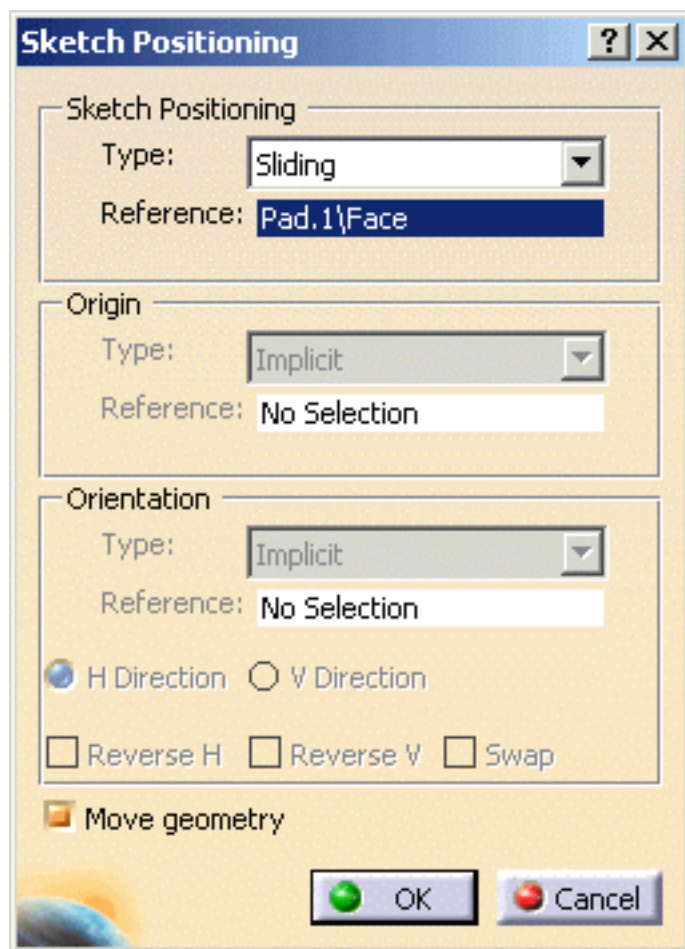 Sketch Positioning
Sketch Positioning
Type: Sliding
Reference: Pad.1\Face
Origin
Type: Implicit
Reference: No Selection
Orientation
Type: Implicit
Reference: No Selection
H Direction V Direction
Reverse H Reverse V Swap
Move geometry
OK Cancel